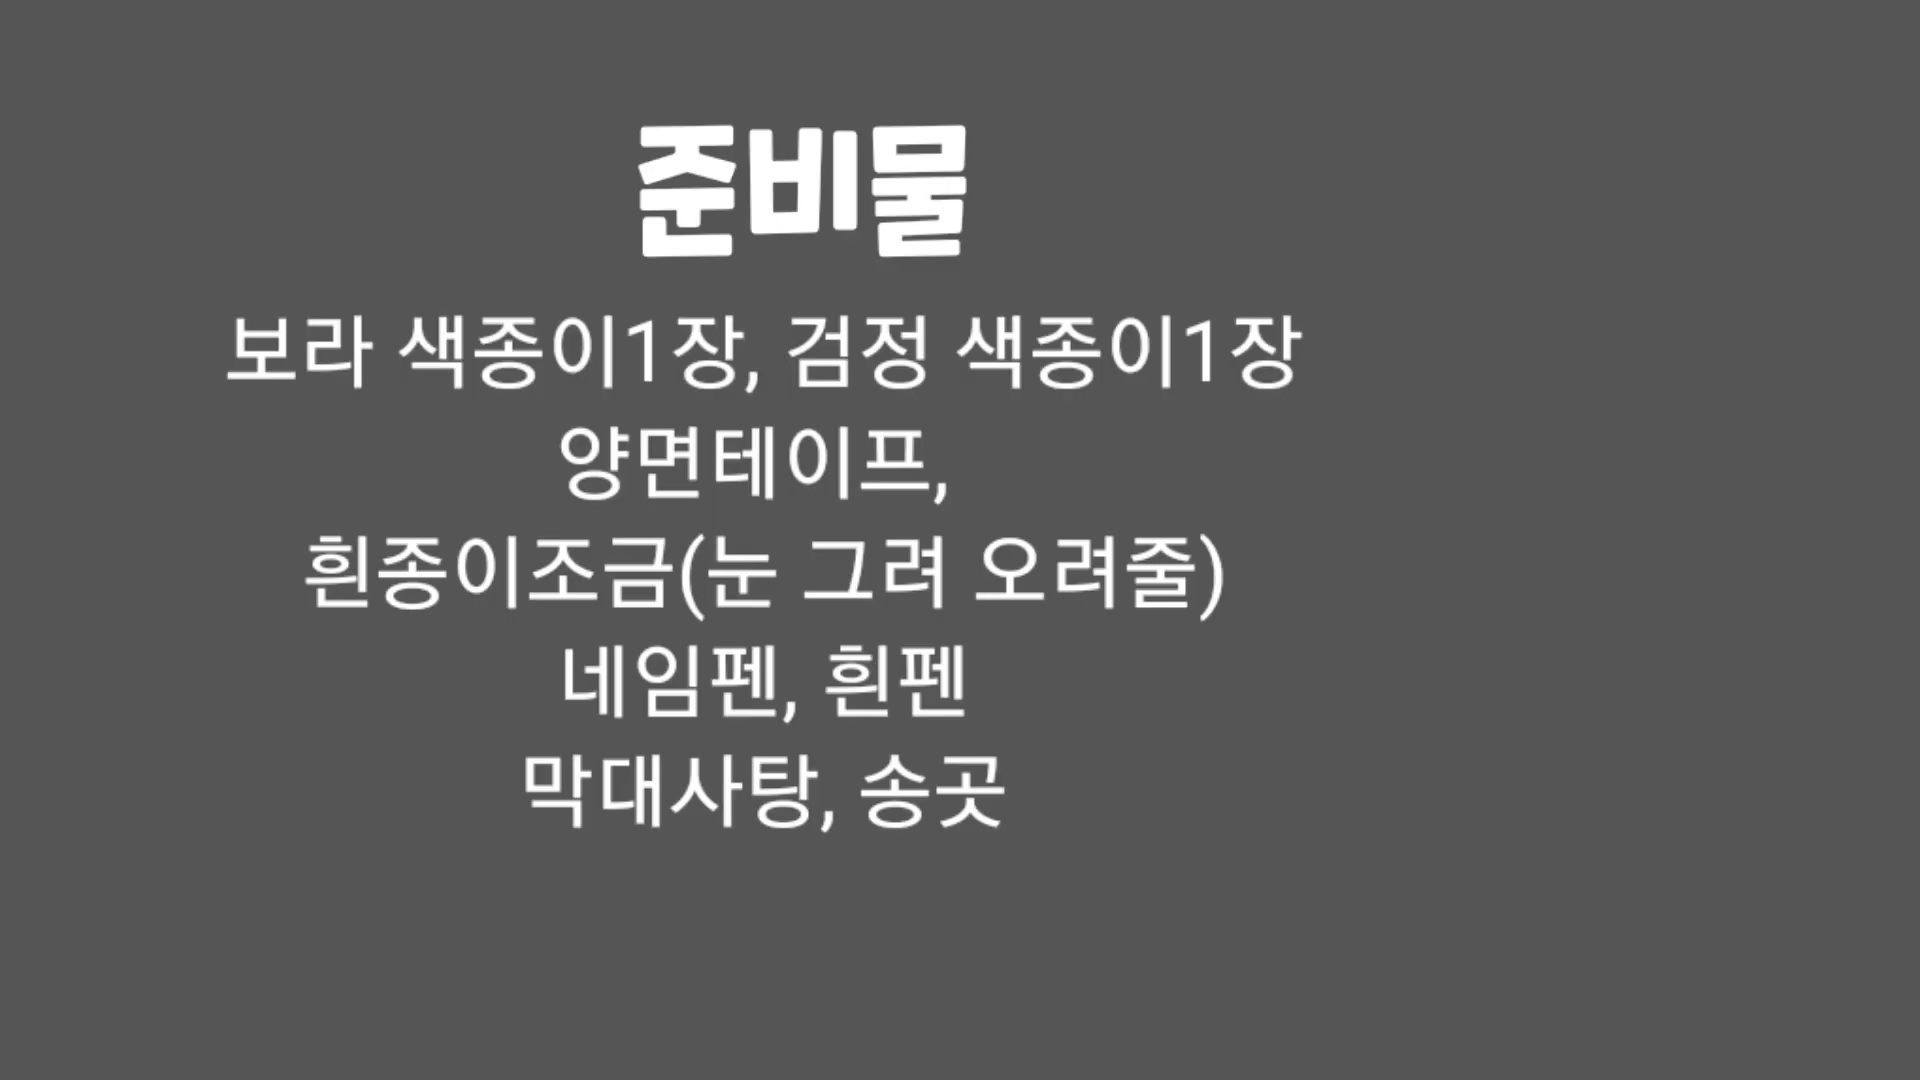 준비물
보라 색종이1장, 검정 색종이1장
양면테이프,
흰종이조금(눈 그려 오려줄)
네임펜, 흰펜
막대사탕, 송곳